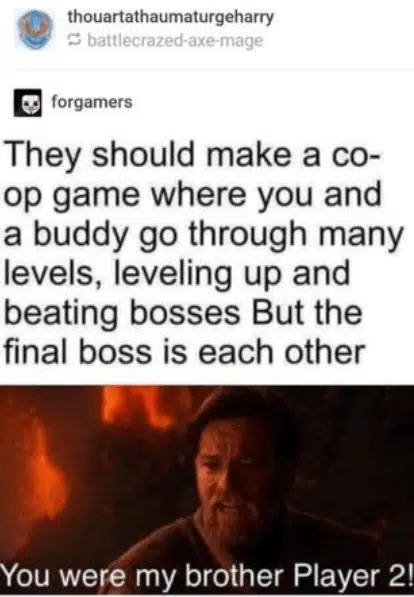 thouartathaumaturgeharry
battlecrazed-axe-mage
forgamers
They should make a co-
op game where you and
a buddy go through many
levels, leveling up and
beating bosses But the
final boss is each other
You were my brother Player 2!